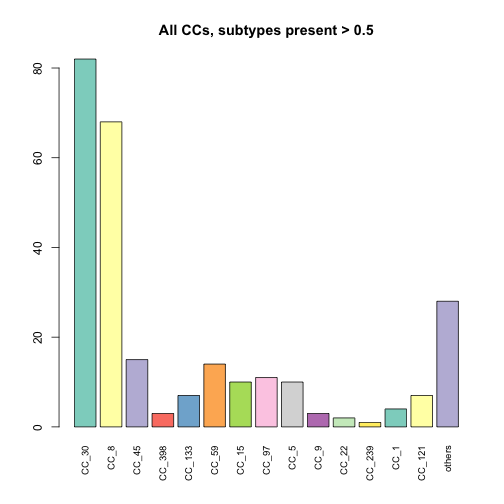 All CCs, subtypes present > 0.5
80
60
40
20
0
CC_30
CC_8
CC_45
CC_398
CC_133
CC_59
CC_15
CC_97
CC_5
CC_9
CC_22
CC_239
CC_1
CC_121
others